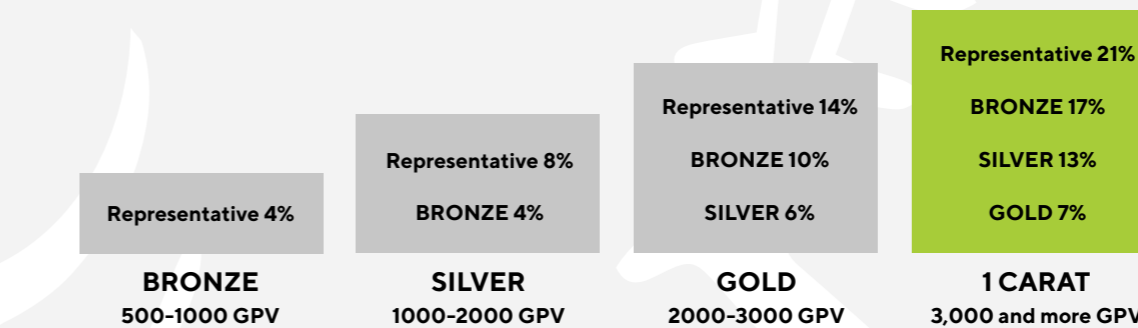 Representative 4%
BRONZE
500-1000 GPV
Representative 8%
BRONZE 4%
SILVER
1000-2000 GPV
Representative 14%
BRONZE 10%
SILVER 6%
GOLD
2000-3000 GPV
Representative 21%
BRONZE 17%
SILVER 13%
GOLD 7%
1 CARAT
3,000 and more GPV